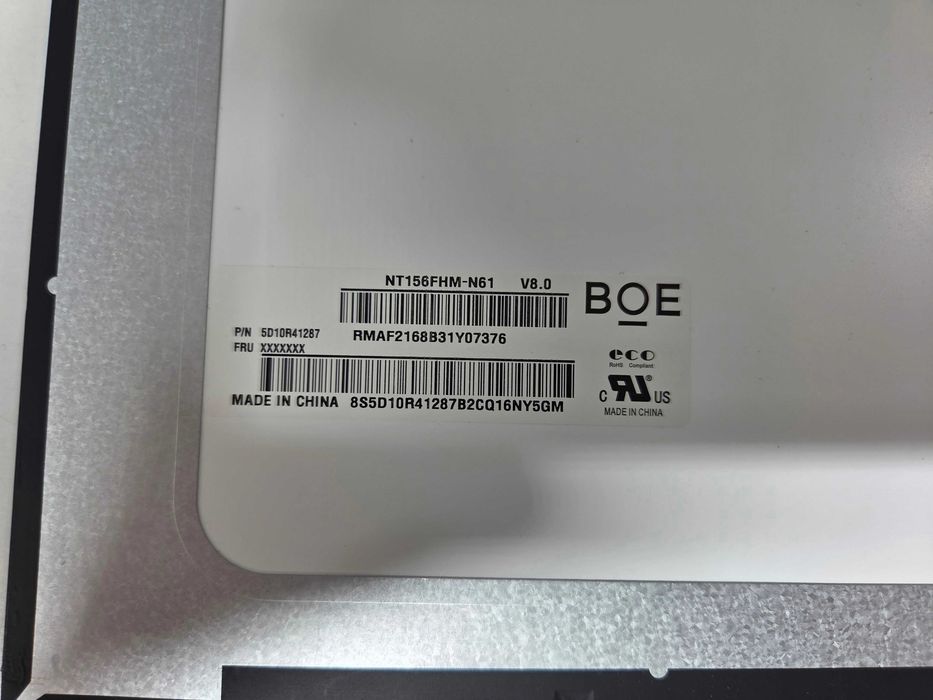 NT156FHM-N61 V8.0
BOE
P/N 5D10R41287
RMAF2168B31Y07376
FRU XXXXXXX
eco
RoHS Compliant
C RU ® US
MADE IN CHINA 8S5D10R41287B2CQ16NY5GM
MADE IN CHINA